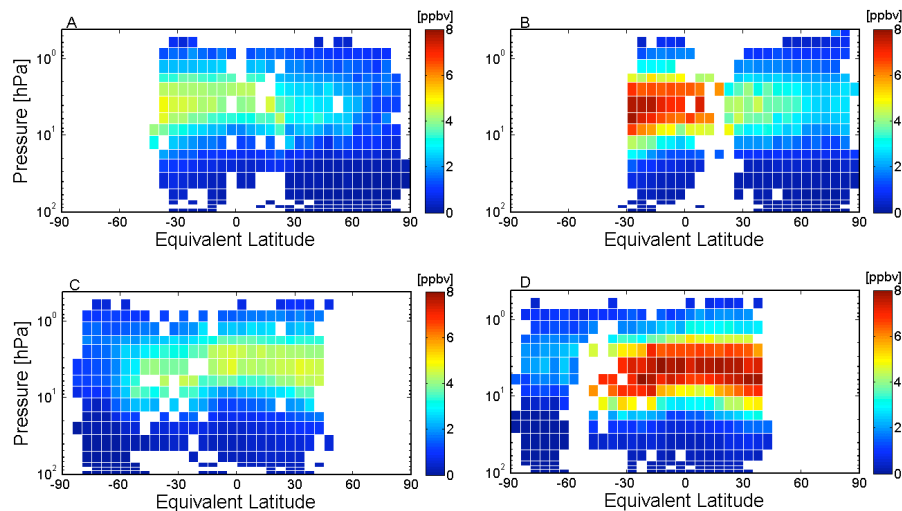 A [ppbv] B [ppbv]
8 8
10^0 10^0
6 6
4 4
10^1 10^1
2 2
10^2 0 10^2 0
-90 -60 -30 0 30 60 90 -90 -60 -30 0 30 60 90
Pressure [hPa]
Equivalent Latitude Equivalent Latitude
C [ppbv] D [ppbv]
8 8
10^0 10^0
6 6
4 4
10^1 10^1
2 2
10^2 0 10^2 0
-90 -60 -30 0 30 60 90 -90 -60 -30 0 30 60 90
Pressure [hPa]
Equivalent Latitude Equivalent Latitude